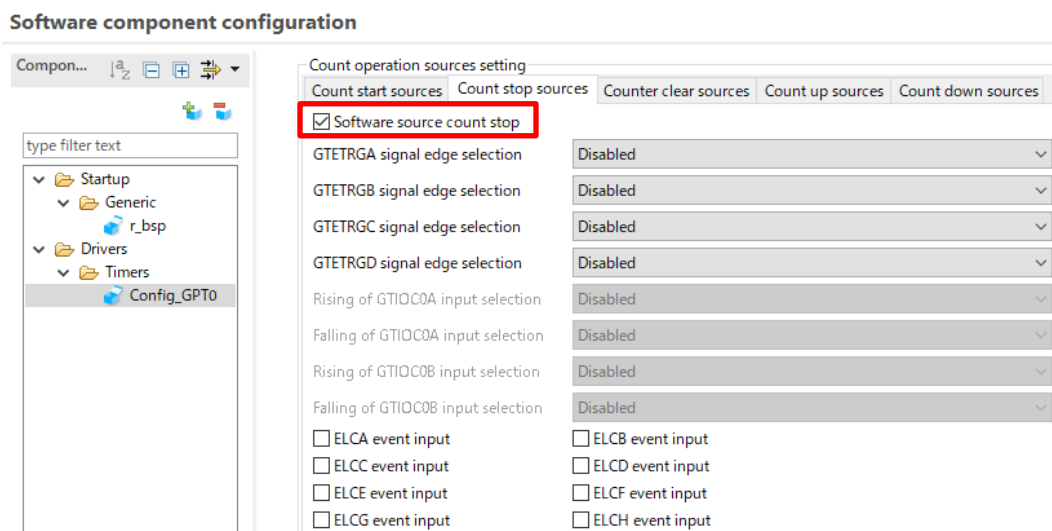 Software component configuration
Compon...
type filter text
Startup
Generic
r_bsp
Drivers
Timers
Config_GPT0
Count operation sources setting
Count start sources Count stop sources Counter clear sources Count up sources Count down sources
Software source count stop
GTETRGA signal edge selection Disabled
GTETRGB signal edge selection Disabled
GTETRGC signal edge selection Disabled
GTETRGD signal edge selection Disabled
Rising of GTIOC0A input selection Disabled
Falling of GTIOC0A input selection Disabled
Rising of GTIOC0B input selection Disabled
Falling of GTIOC0B input selection Disabled
ELCA event input ELCB event input
ELCC event input ELCD event input
ELCE event input ELCF event input
ELCG event input ELCH event input